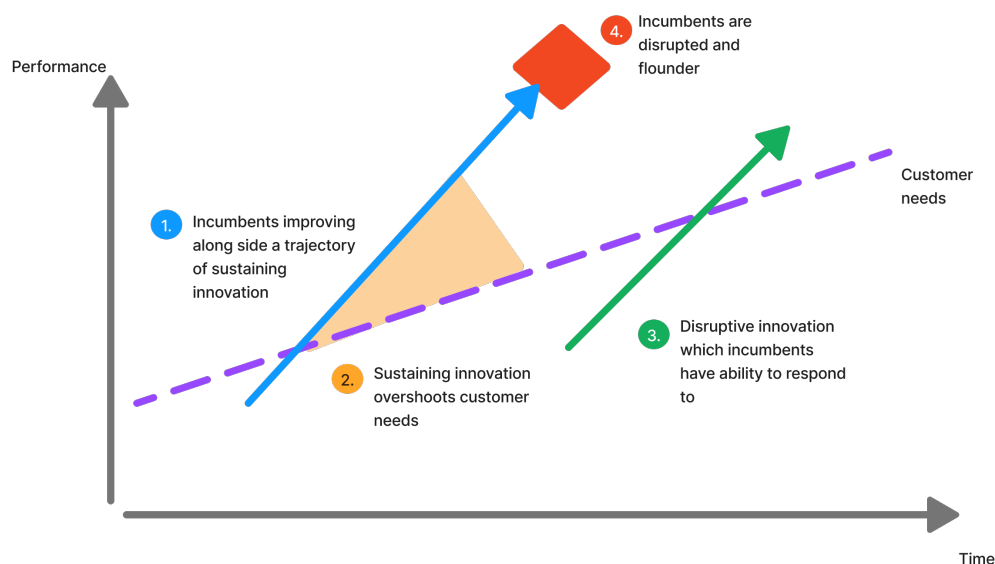 Performance
4.
Incumbents are
disrupted and
flounder
Customer
needs
1.
Incumbents improving
along side a trajectory
of sustaining
innovation
3.
Disruptive innovation
which incumbents
have ability to respond
to
2.
Sustaining innovation
overshoots customer
needs
Time